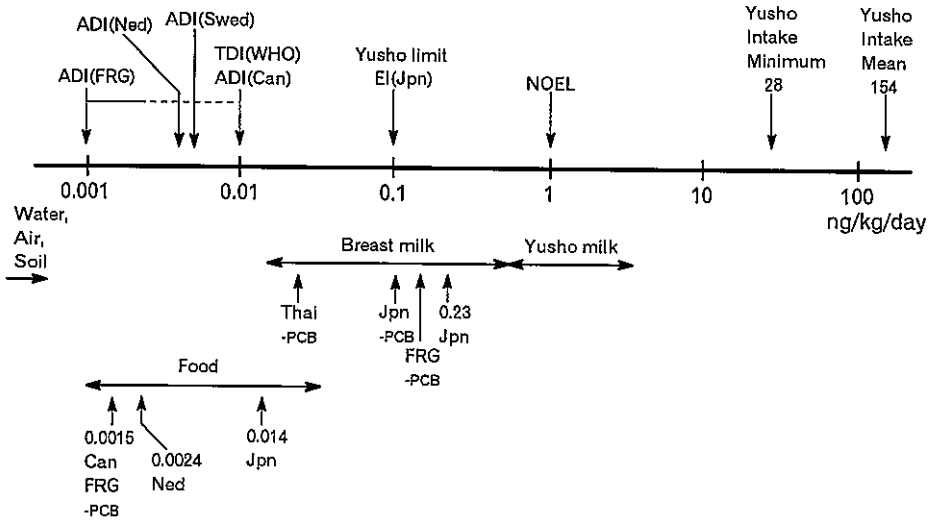 ADI(FRG)
ADI(Ned)
ADI(Swed)
TDI(WHO)
ADI(Can)
Yusho limit
EI(Jpn)
NOEL
Yusho
Intake
Minimum
28
Yusho
Intake
Mean
154
0.001
0.01
0.1
1
10
100
ng/kg/day
Water,
Air,
Soil
Breast milk
Yusho milk
Thai
-PCB
Jpn
-PCB
FRG
-PCB
0.23
Jpn
Food
0.0015
Can
FRG
-PCB
0.0024
Ned
0.014
Jpn